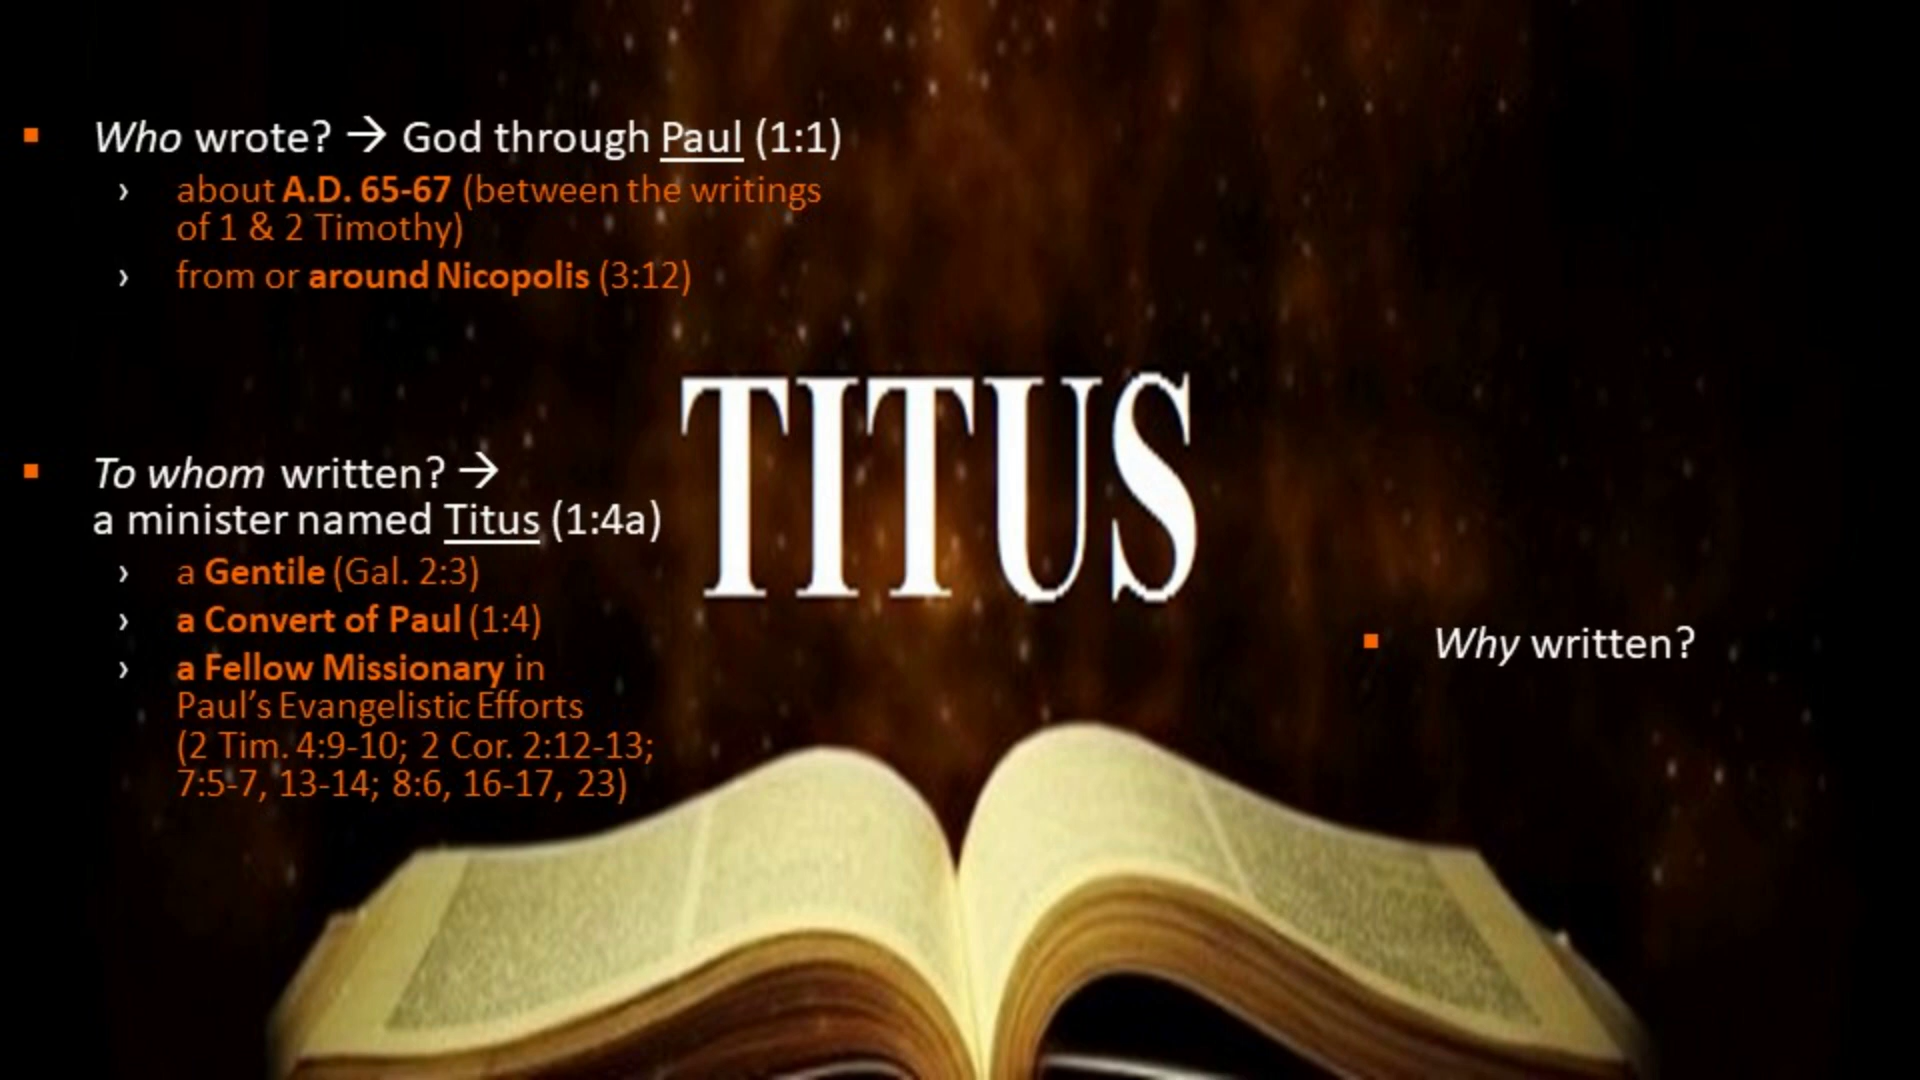 Who wrote? → God through Paul (1:1)
about A.D. 65-67 (between the writings
of 1 & 2 Timothy)
from or around Nicopolis (3:12)
TITUS
To whom written? →
a minister named Titus (1:4a)
a Gentile (Gal. 2:3)
a Convert of Paul (1:4)
a Fellow Missionary in
Paul’s Evangelistic Efforts
(2 Tim. 4:9-10; 2 Cor. 2:12-13;
7:5-7, 13-14; 8:6, 16-17, 23)
Why written?